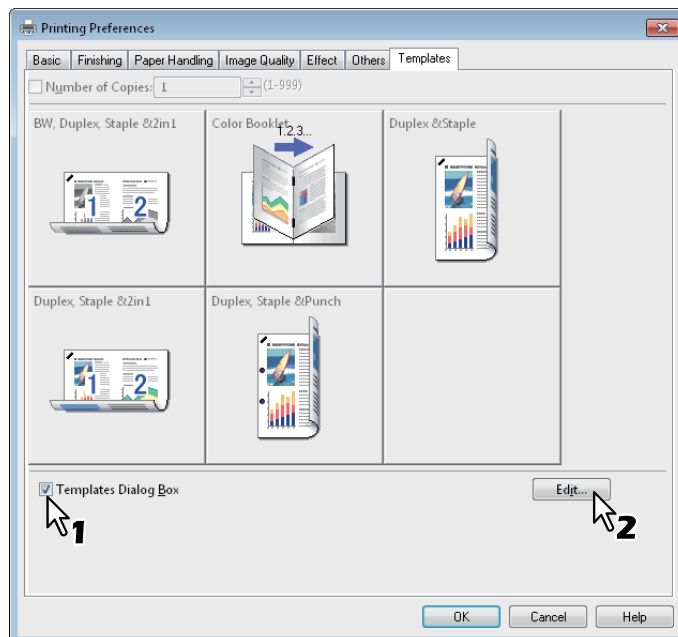 Printing Preferences
Basic Finishing Paper Handling Image Quality Effect Others Templates
Number of Copies: 1 (1-999)
BW, Duplex, Staple &2in1 Color Booklet Duplex &Staple
1.2.3...
1 2
Duplex, Staple &2in1 Duplex, Staple &Punch
1 2
Templates Dialog Box Edit...
1 2
OK Cancel Help